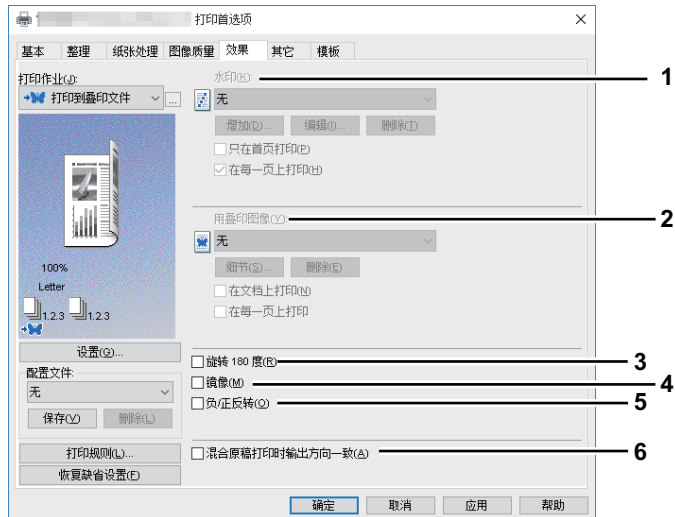 打印首选项
基本 整理 纸张处理 图像质量 效果 其它 模板
打印作业(J):
打印到叠印文件 ...
100%
Letter
1.2.3 1.2.3
设置(G)...
配置文件:
无
保存(V) 删除(L)
打印规则(L)...
恢复缺省设置(F)
水印(K): 1
无
增加(D)... 编辑(I)... 删除(T)
只在首页打印(P)
在每一页上打印(H)
用叠印图像(Y): 2
无
细节(S)... 删除(E)
在文档上打印(N)
在每一页上打印
旋转 180 度(R) 3
镜像(M) 4
负/正反转(O) 5
混合原稿打印时输出方向一致(A) 6
确定 取消 应用 帮助